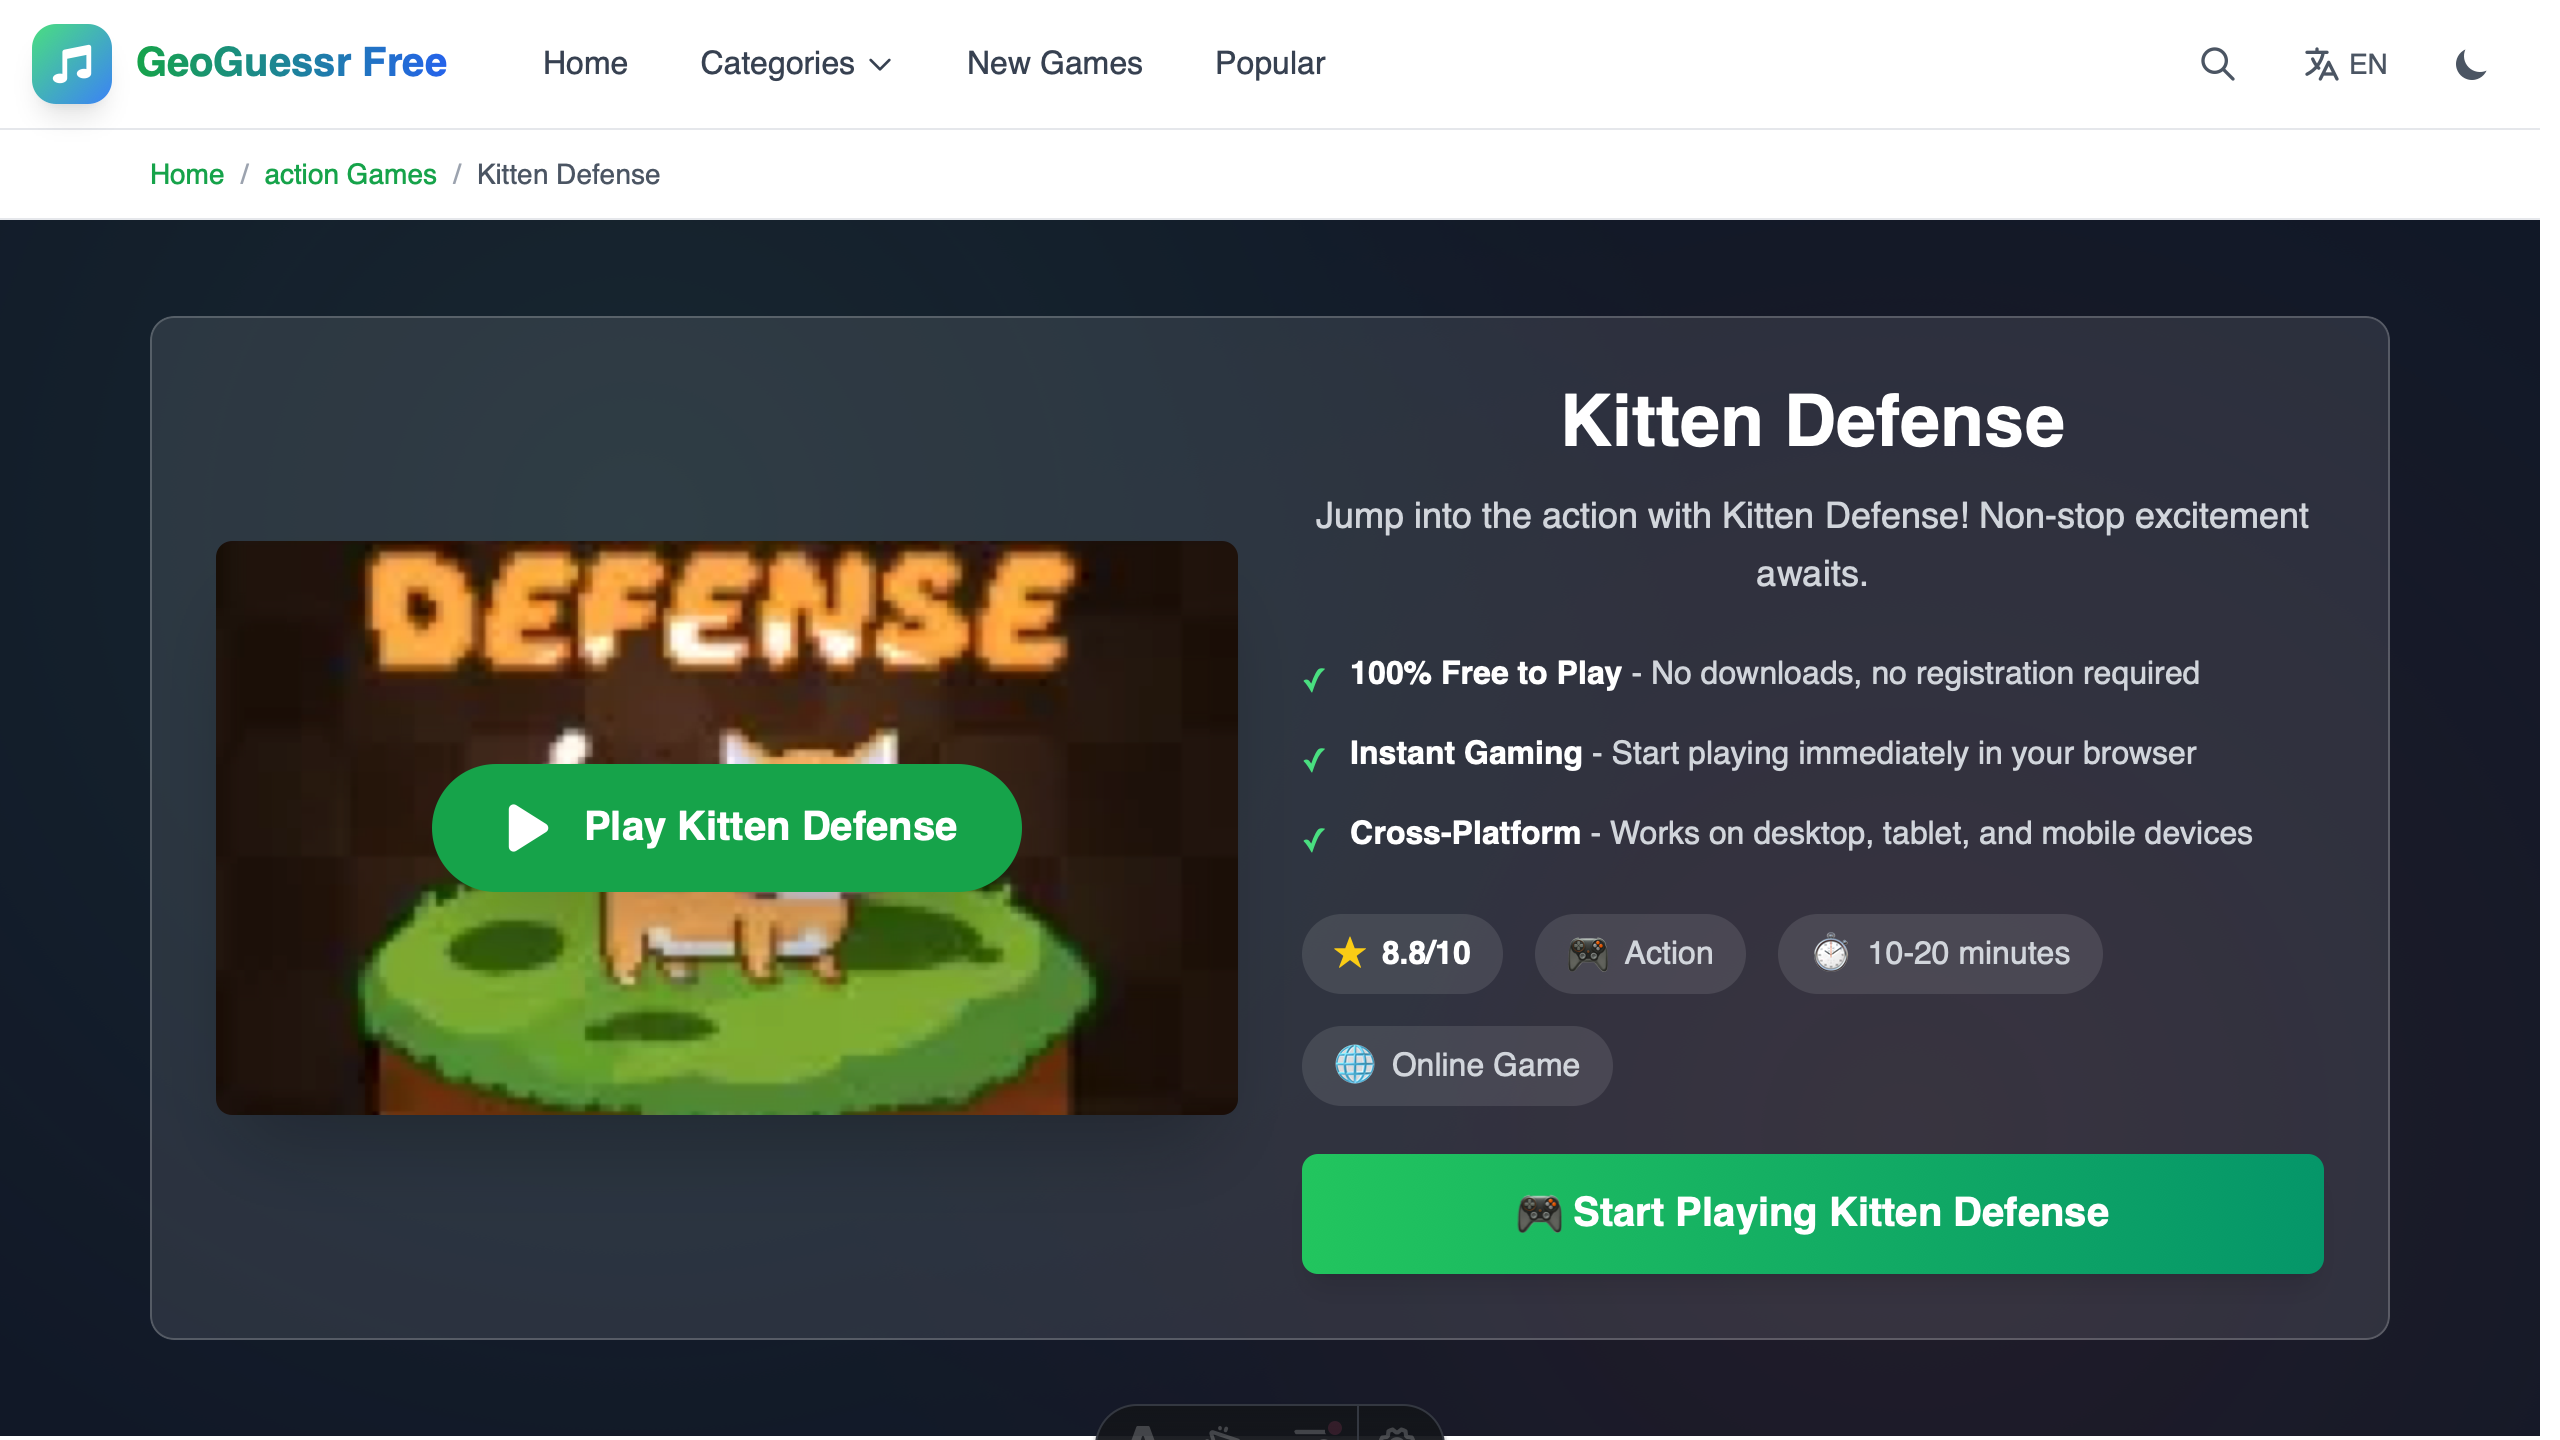 GeoGuessr Free
Home
Categories
New Games
Popular
EN
Home / action Games / Kitten Defense
Kitten Defense
Jump into the action with Kitten Defense! Non-stop excitement
awaits.
DEFENSE
Play Kitten Defense
100% Free to Play - No downloads, no registration required
Instant Gaming - Start playing immediately in your browser
Cross-Platform - Works on desktop, tablet, and mobile devices
8.8/10
Action
10-20 minutes
Online Game
Start Playing Kitten Defense